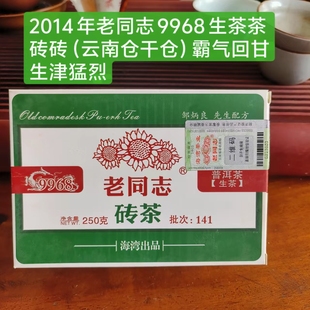 2014年老同志9968生茶茶
砖砖(云南仓干仓)霸气回甘
生津猛烈
Old comradesh Pu-erh Tea
邹炳良 先生配方
9968
老同志
®
普洱茶
【生茶】
砖茶
净含量
250克
批次：141
海湾出品